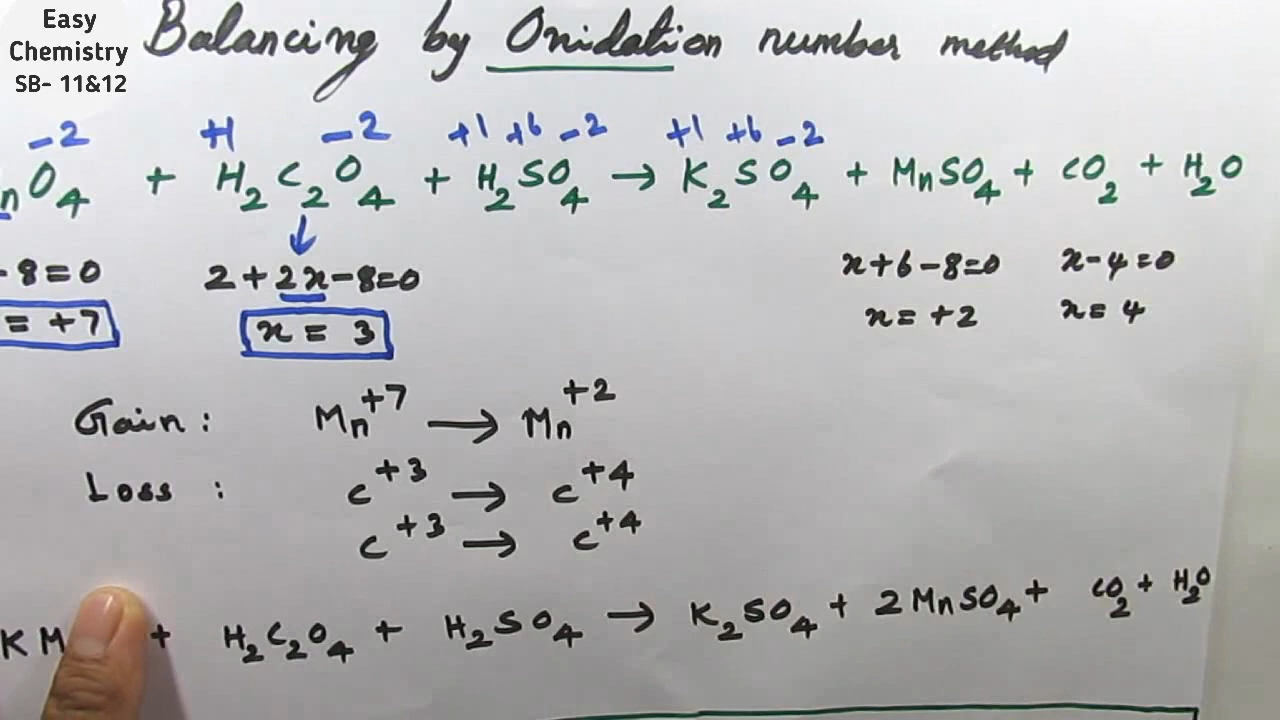 Easy
Chemistry
SB- 11&12
Balancing by Oxidation number method
-2 +1 -2 +1 +6 -2 +1 +6 -2
nO4 + H2C2O4 + H2SO4 → K2SO4 + MnSO4 + CO2 + H2O
↓
-8=0 2+2x-8=0 x+6-8=0 x-4=0
= +7 x = 3 x = +2 x = 4
Gain : Mn+7 → Mn+2
Loss : C+3 → C+4
C+3 → C+4
KM + H2C2O4 + H2SO4 → K2SO4 + 2MnSO4 + CO2 + H2O